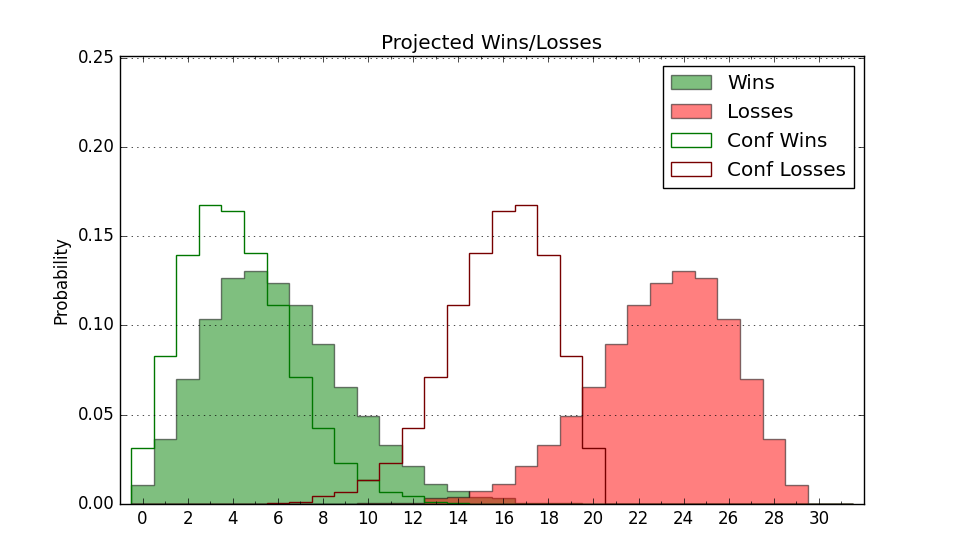 Projected Wins/Losses
0.25
0.20
0.15
0.10
0.05
0.00
Probability
Wins
Losses
Conf Wins
Conf Losses
0 2 4 6 8 10 12 14 16 18 20 22 24 26 28 30